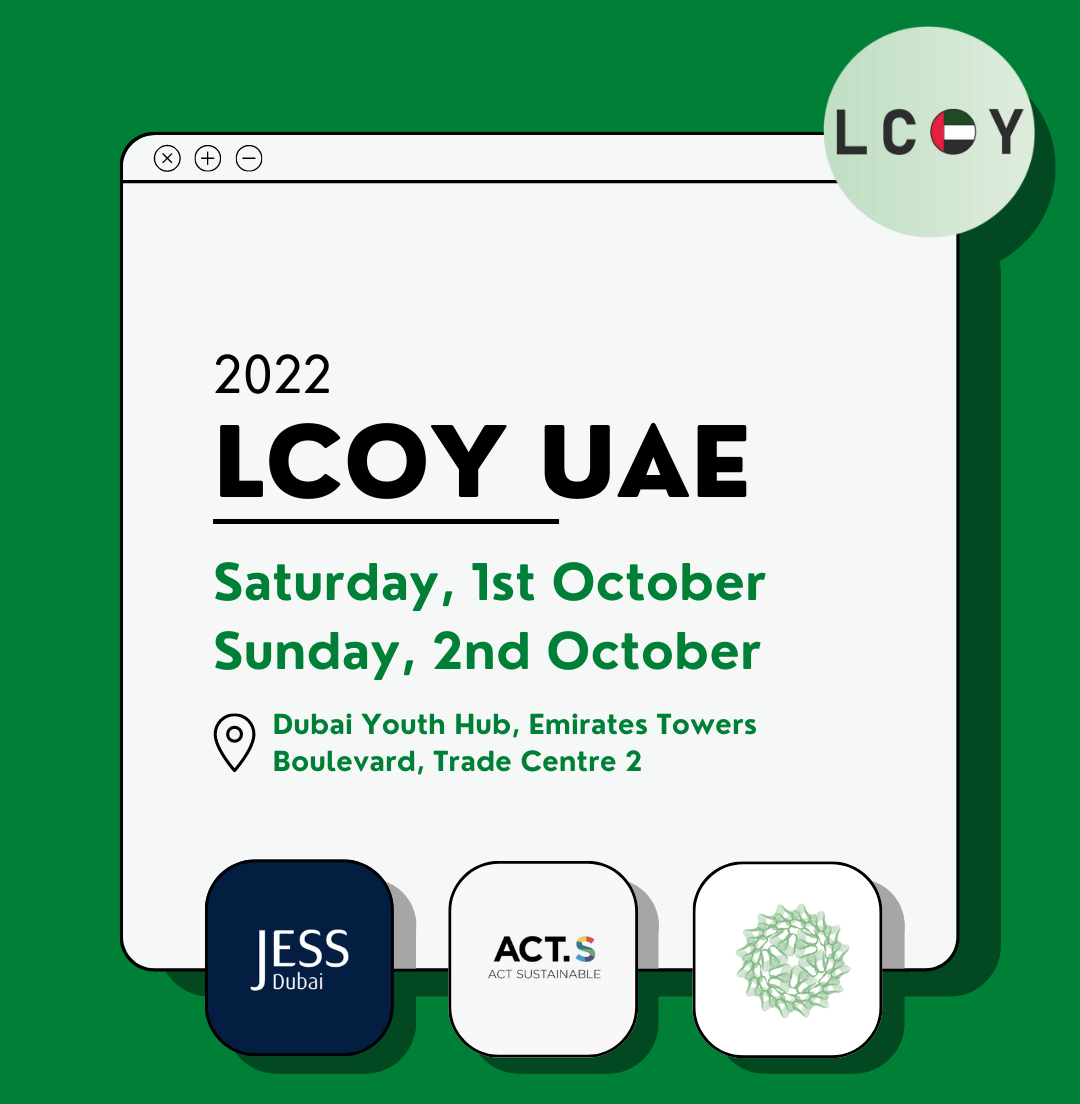 LCOY
2022
LCOY UAE
Saturday, 1st October
Sunday, 2nd October
Dubai Youth Hub, Emirates Towers
Boulevard, Trade Centre 2
JESS
Dubai
ACT.S
ACT SUSTAINABLE